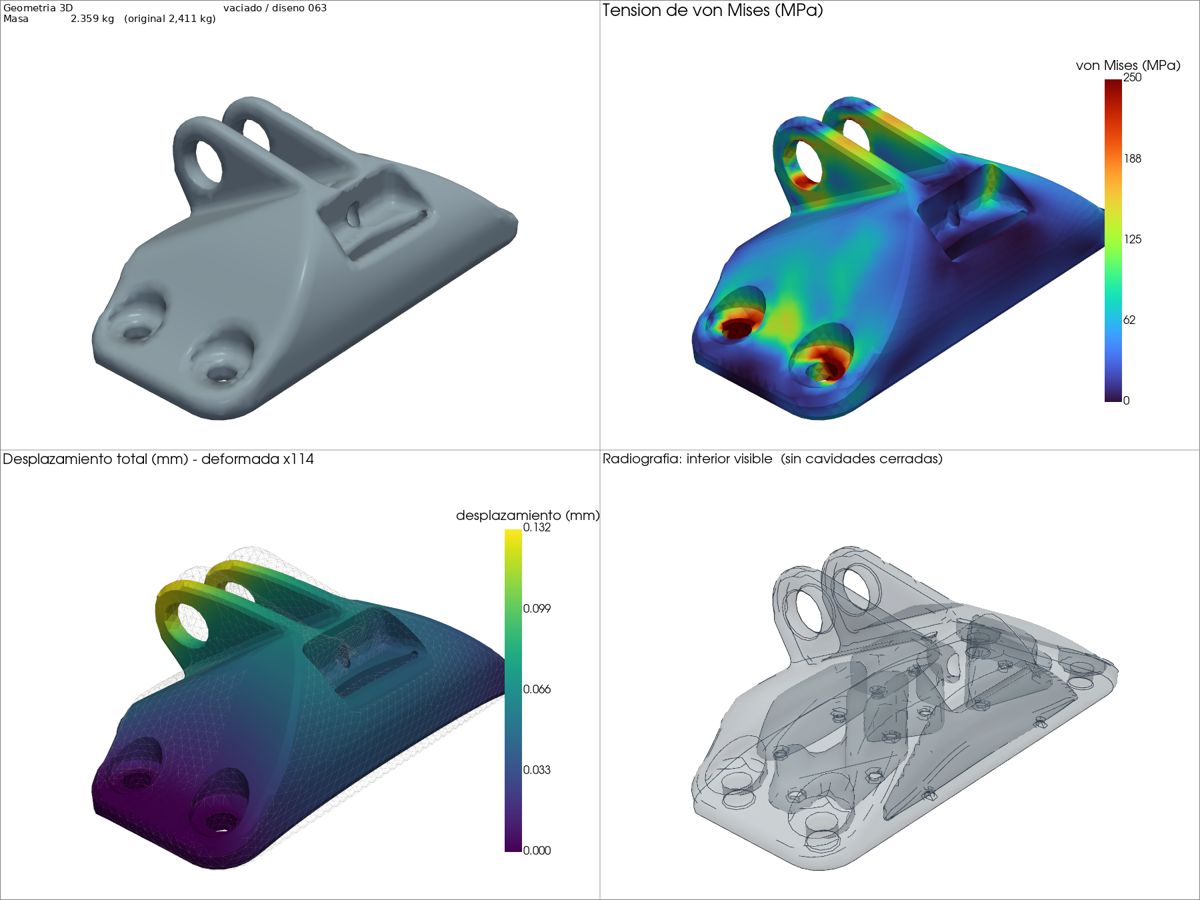 Geometria 3D vaciado / diseno 063
Masa 2.359 kg (original 2,411 kg)
Tension de von Mises (MPa)
von Mises (MPa)
250
188
125
62
0
Desplazamiento total (mm) - deformada x114
desplazamiento (mm)
0.132
0.099
0.066
0.033
0.000
Radiografia: interior visible (sin cavidades cerradas)